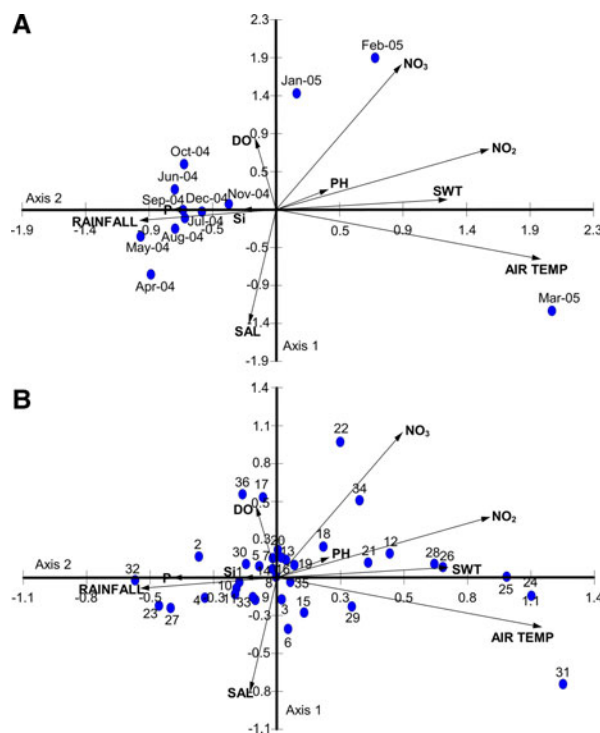 A
2.3
Feb-05
1.9
NO3
Jan-05
1.4
0.9
DO
NO2
Oct-04
0.5
Jun-04
PH
SWT
Sep-04 Dec-04 Nov-04
Axis 2
P
Si
RAINFALL
Jul-04
-1.9 -1.4 -0.9 -0.5 0.5 0.9 1.4 1.9 2.3
Aug-04
May-04
-0.5
AIR TEMP
Apr-04
-0.9
Mar-05
-1.4
SAL
Axis 1
-1.9
B
1.4
22
1.1
NO3
0.8
36 17
34
0.5
DO
NO2
18
0.3
20
13
2
12
30
5
7
PH
21
28 26
19
Axis 2
32
P
Si
1
16
SWT
RAINFALL
10
8
35
25
24
-1.1 -0.8 -0.5 0.3 0.5 0.8 1.1 1.4
23
27
4
33
3
15
29
-0.3
AIR TEMP
6
-0.5
31
SAL
-0.8
Axis 1
-1.1